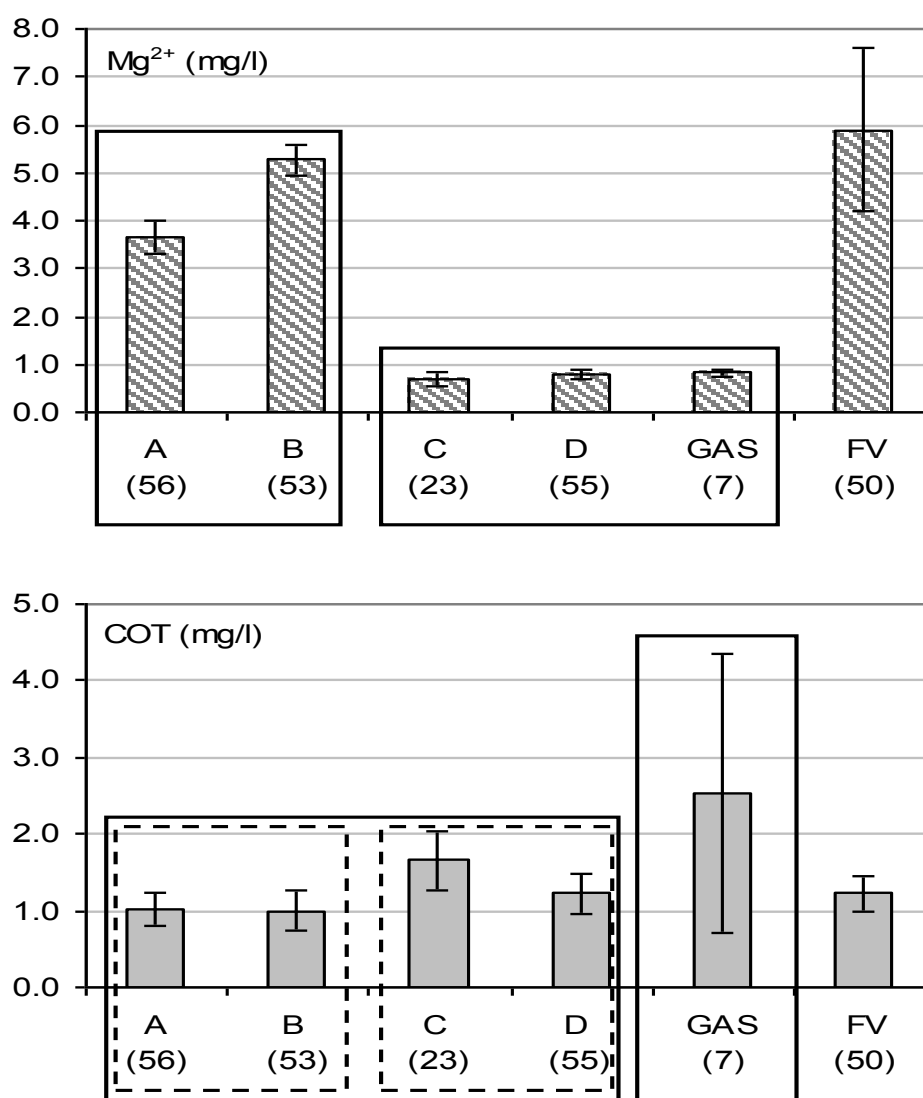 8.0
Mg²⁺ (mg/l)
7.0
6.0
5.0
4.0
3.0
2.0
1.0
0.0
A B C D GAS FV
(56) (53) (23) (55) (7) (50)
5.0
COT (mg/l)
4.0
3.0
2.0
1.0
0.0
A B C D GAS FV
(56) (53) (23) (55) (7) (50)